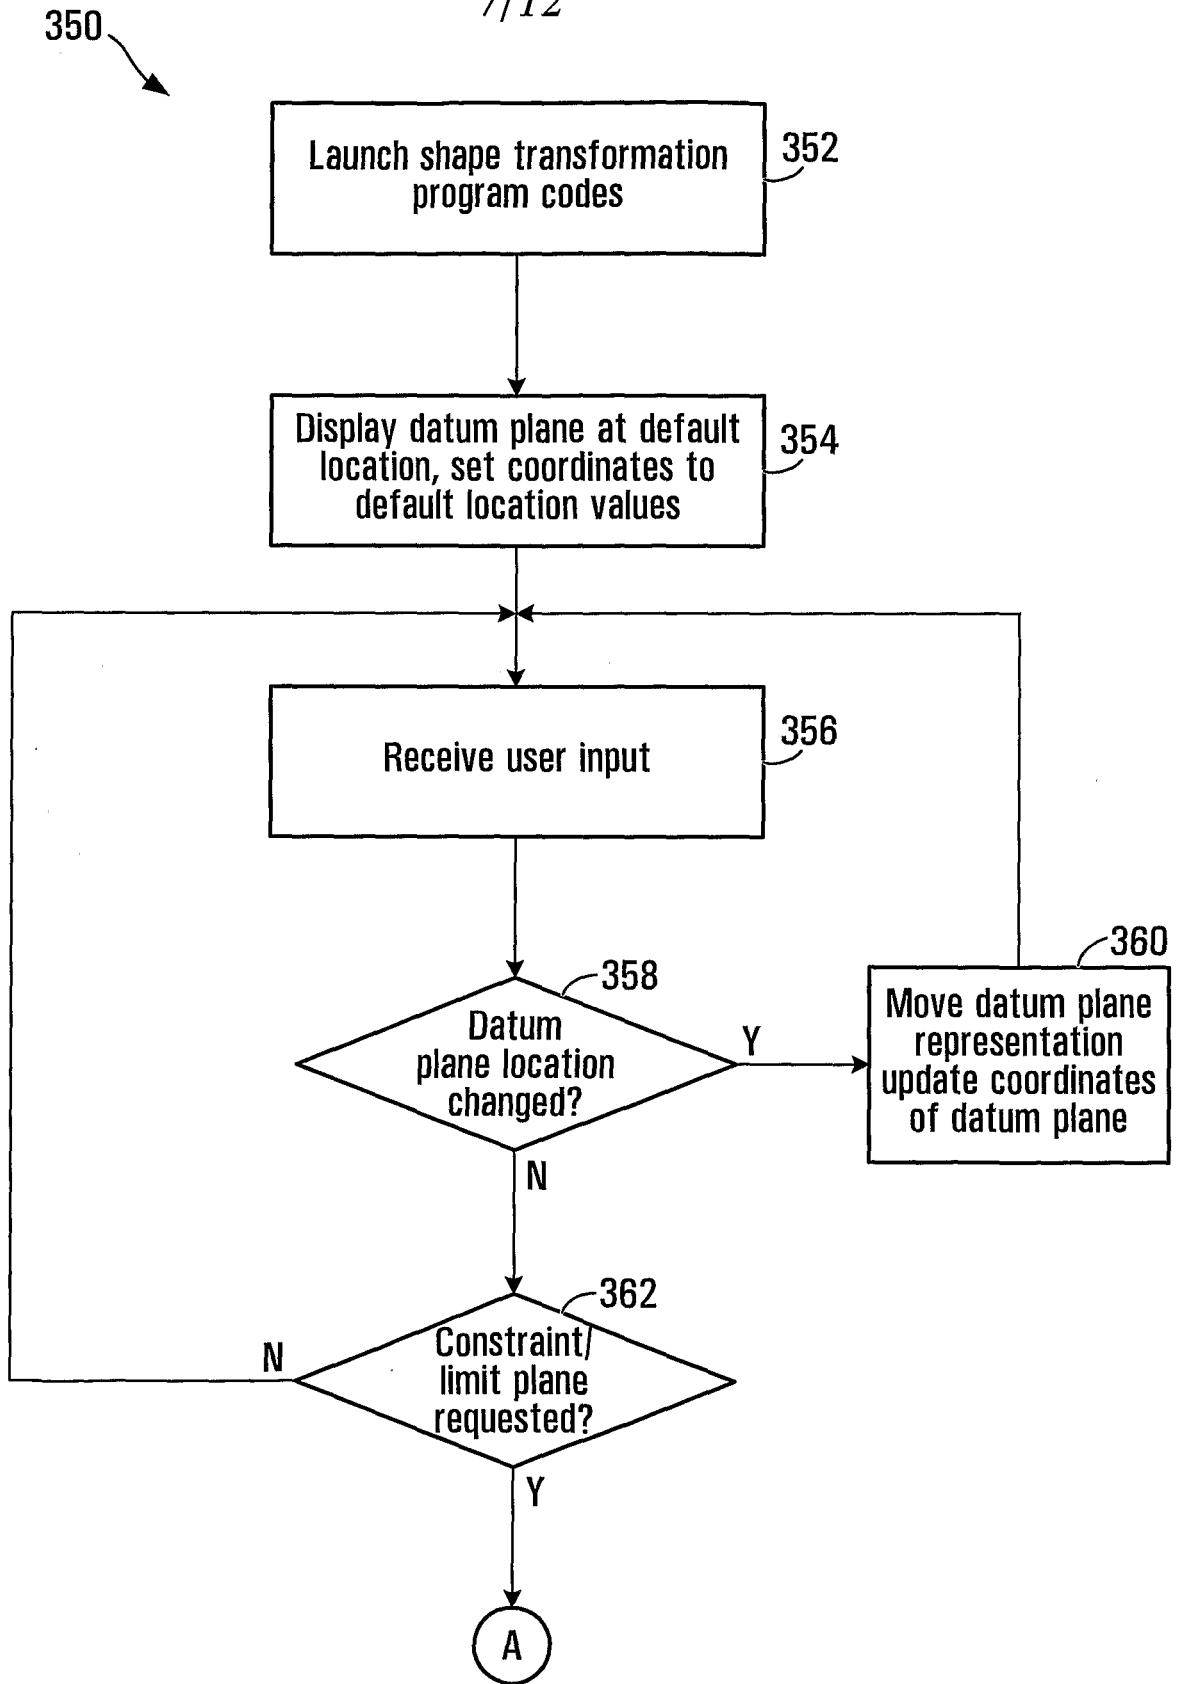 7/12
350
Launch shape transformation
program codes
352
Display datum plane at default
location, set coordinates to
default location values
354
Receive user input
356
358
Datum
plane location
changed?
Y
N
360
Move datum plane
representation
update coordinates
of datum plane
362
Constraint/
limit plane
requested?
N
Y
A